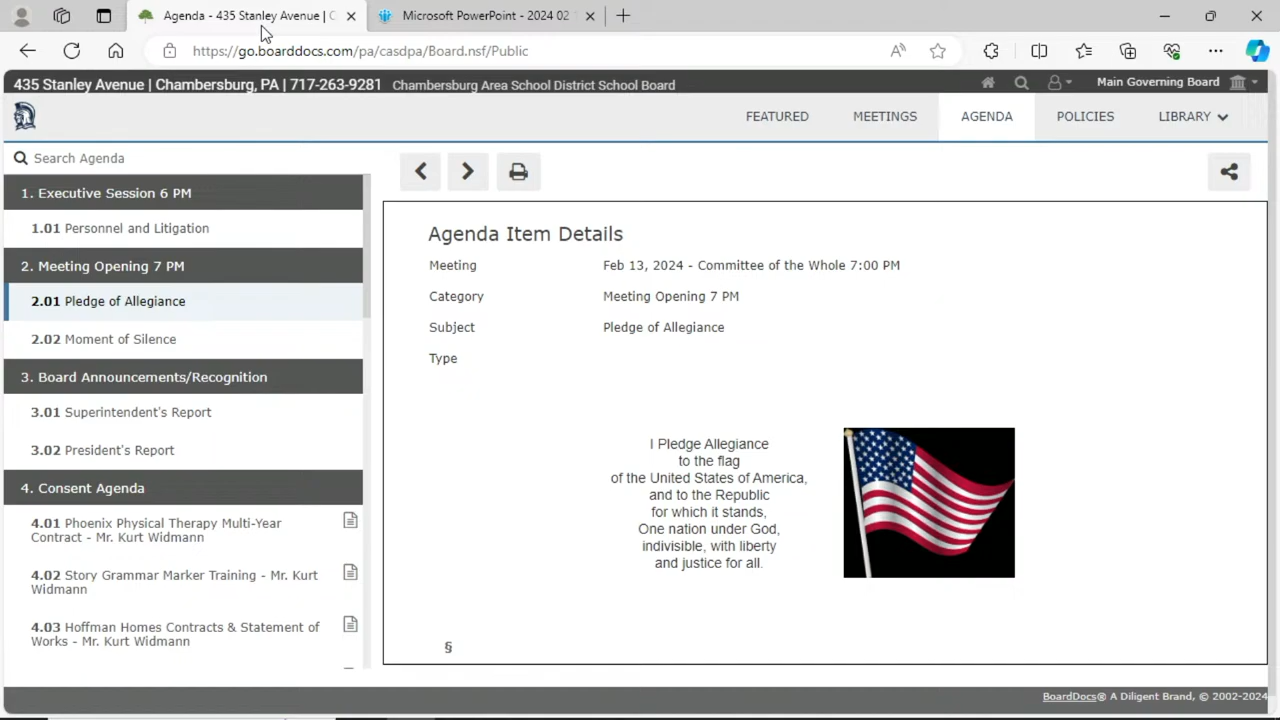 Agenda - 435 Stanley Avenue | C
Microsoft PowerPoint - 2024 02
https://go.boarddocs.com/pa/casdpa/Board.nsf/Public
435 Stanley Avenue | Chambersburg, PA | 717-263-9281 Chambersburg Area School District School Board
Main Governing Board
FEATURED MEETINGS AGENDA POLICIES LIBRARY
Search Agenda
1. Executive Session 6 PM
1.01 Personnel and Litigation
2. Meeting Opening 7 PM
2.01 Pledge of Allegiance
2.02 Moment of Silence
3. Board Announcements/Recognition
3.01 Superintendent's Report
3.02 President's Report
4. Consent Agenda
4.01 Phoenix Physical Therapy Multi-Year
Contract - Mr. Kurt Widmann
4.02 Story Grammar Marker Training - Mr. Kurt
Widmann
4.03 Hoffman Homes Contracts & Statement of
Works - Mr. Kurt Widmann
Agenda Item Details
Meeting Feb 13, 2024 - Committee of the Whole 7:00 PM
Category Meeting Opening 7 PM
Subject Pledge of Allegiance
Type
I Pledge Allegiance
to the flag
of the United States of America,
and to the Republic
for which it stands,
One nation under God,
indivisible, with liberty
and justice for all.
§
BoardDocs® A Diligent Brand, © 2002-2024